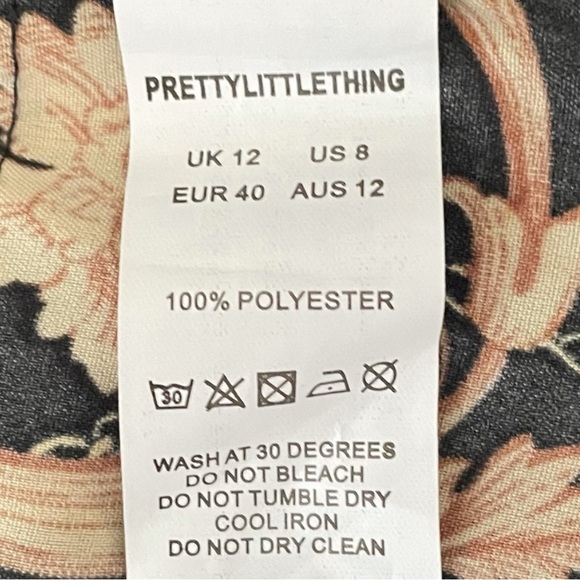 PRETTYLITTLETHING
UK 12 US 8
EUR 40 AUS 12
100% POLYESTER
30
WASH AT 30 DEGREES
DO NOT BLEACH
DO NOT TUMBLE DRY
COOL IRON
DO NOT DRY CLEAN